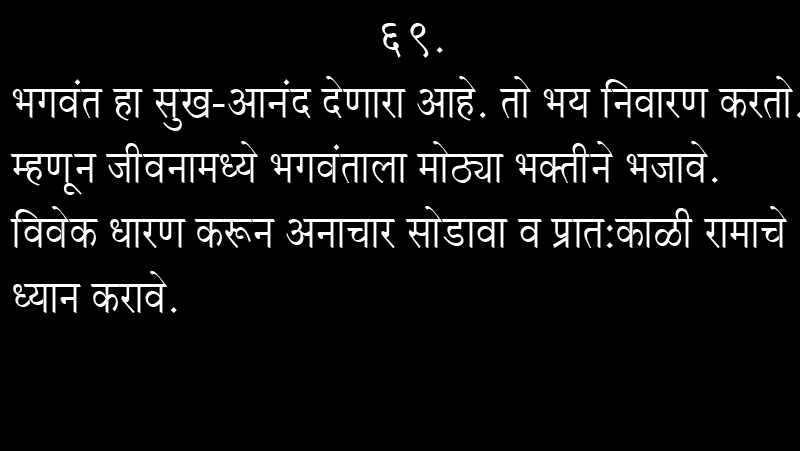 ६९.
भगवंत हा सुख-आनंद देणारा आहे. तो भय निवारण करतो.
म्हणून जीवनामध्ये भगवंताला मोठ्या भक्तीने भजावे.
विवेक धारण करून अनाचार सोडावा व प्रात:काळी रामाचे
ध्यान करावे.